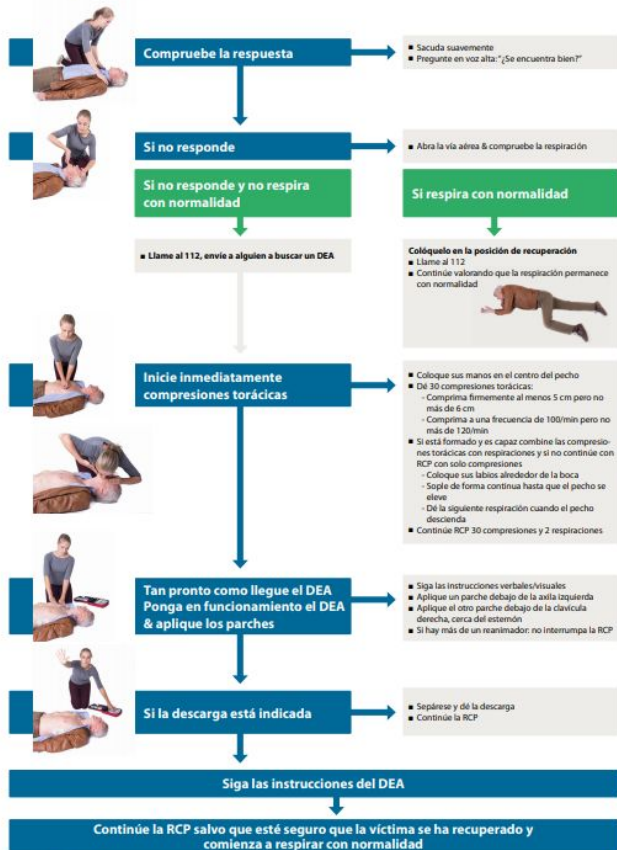 Compruebe la respuesta
■ Sacuda suavemente
■ Pregunte en voz alta: "¿Se encuentra bien?"
Si no responde
■ Abra la vía aérea & compruebe la respiración
Si no responde y no respira
con normalidad
Si respira con normalidad
■ Llame al 112, envíe a alguien a buscar un DEA
Colóquelo en la posición de recuperación
■ Llame al 112
■ Continúe valorando que la respiración permanece
con normalidad
Inicie inmediatamente
compresiones torácicas
■ Coloque sus manos en el centro del pecho
■ Dé 30 compresiones torácicas:
- Comprima firmemente al menos 5 cm pero no
más de 6 cm
- Comprima a una frecuencia de 100/min pero no
más de 120/min
■ Si está formado y es capaz combine las compresio-
nes torácicas con respiraciones y si no continúe con
RCP con solo compresiones
- Coloque sus labios alrededor de la boca
- Sople de forma continua hasta que el pecho se
eleve
- Dé la siguiente respiración cuando el pecho
descienda
■ Continúe RCP 30 compresiones y 2 respiraciones
Tan pronto como llegue el DEA
Ponga en funcionamiento el DEA
& aplique los parches
■ Siga las instrucciones verbales/visuales
■ Aplique un parche debajo de la axila izquierda
■ Aplique el otro parche debajo de la clavícula
derecha, cerca del esternón
■ Si hay más de un reanimador: no interrumpa la RCP
Si la descarga está indicada
■ Sepárese y dé la descarga
■ Continúe la RCP
Siga las instrucciones del DEA
Continúe la RCP salvo que esté seguro que la víctima se ha recuperado y
comienza a respirar con normalidad